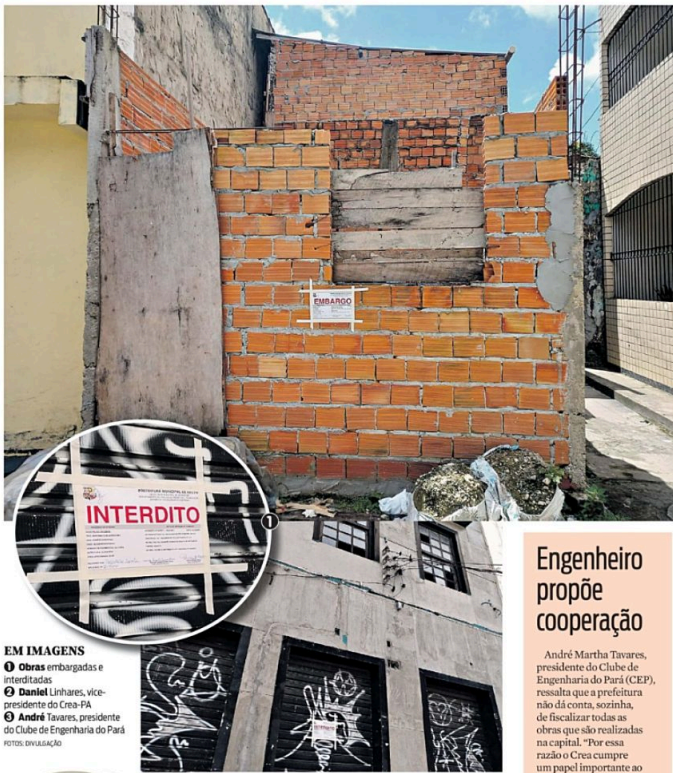 EMBARGO
PREFEITURA MUNICIPAL DE BELÉM
INTERDITO
1
EM IMAGENS
1 Obras embargadas e
interditadas
2 Daniel Linhares, vice-
presidente do Crea-PA
3 André Tavares, presidente
do Clube de Engenharia do Pará
FOTOS: DIVULGAÇÃO
INTERDITO
Engenheiro
propõe
cooperação
André Martha Tavares,
presidente do Clube de
Engenharia do Pará (CEP),
ressalta que a prefeitura
não dá conta, sozinha,
de fiscalizar todas as
obras que são realizadas
na capital. “Por essa
razão o Crea cumpre
um papel importante ao